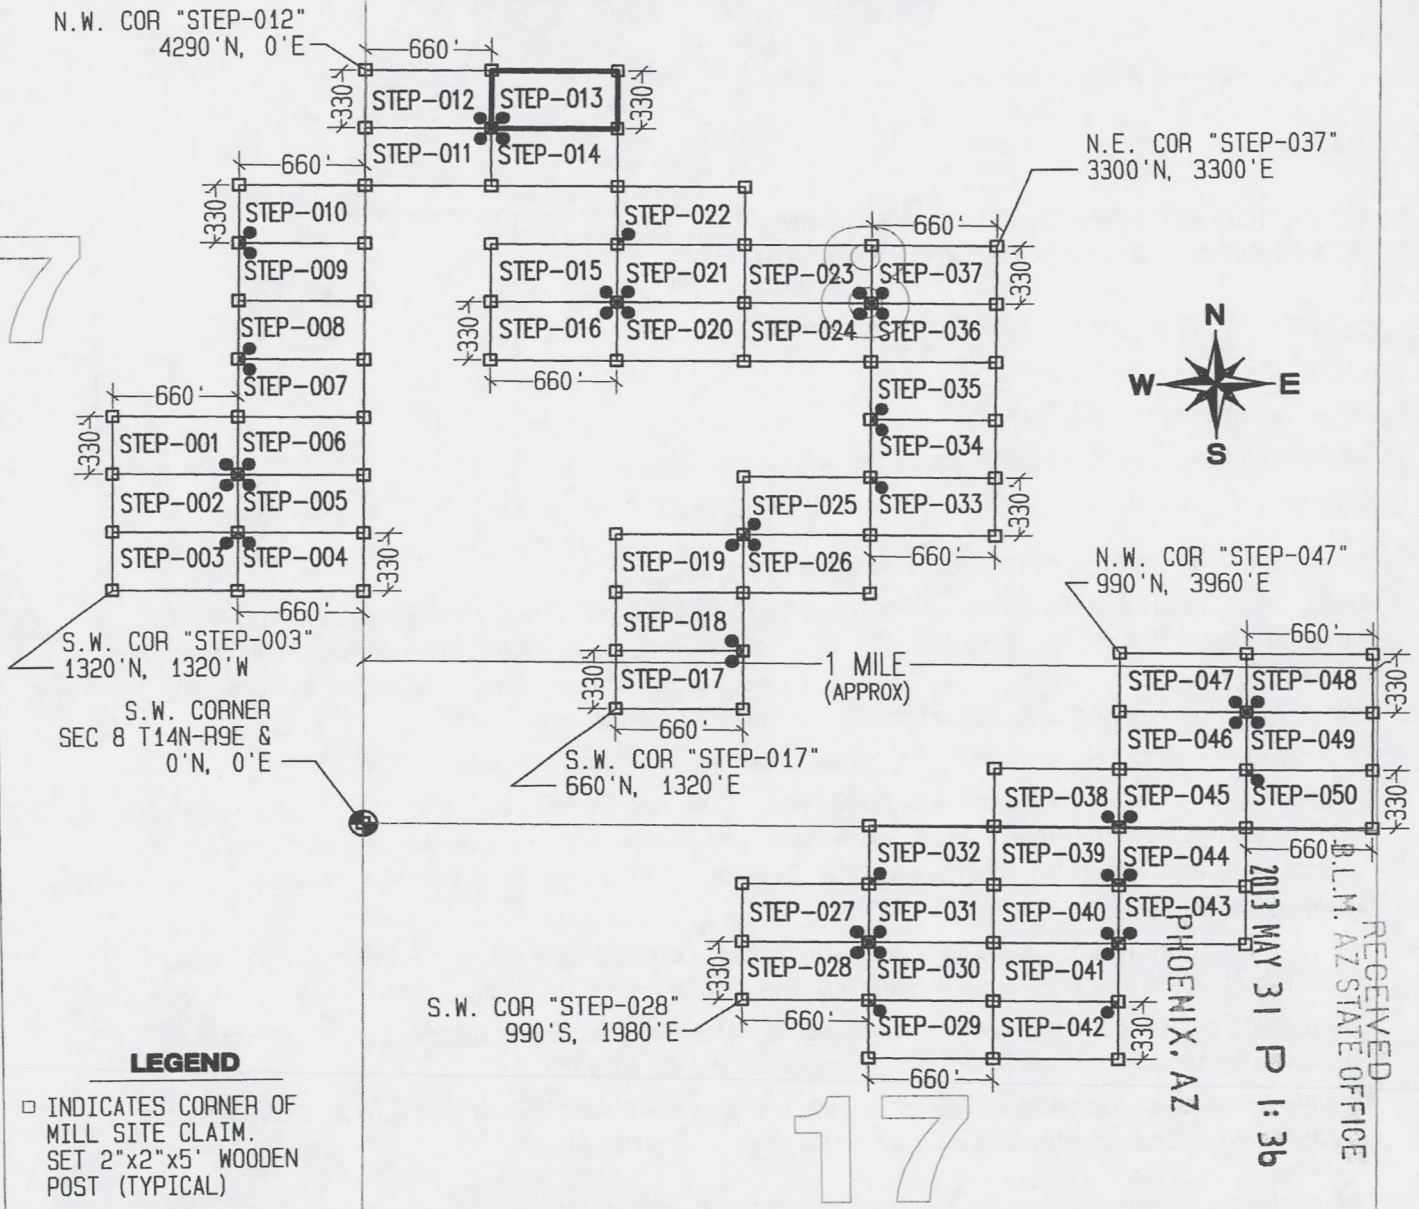 N.W. COR "STEP-012"
4290'N, 0'E
660'
330
STEP-012
STEP-013
330
STEP-011
STEP-014
N.E. COR "STEP-037"
3300'N, 3300'E
660'
330
STEP-010
STEP-022
660'
7
STEP-009
STEP-015
STEP-021
STEP-023
8
STEP-037
330
N
STEP-008
330
STEP-016
STEP-020
STEP-024
STEP-036
660'
STEP-007
STEP-035
W
E
660'
330
STEP-001
STEP-006
STEP-034
S
STEP-002
STEP-005
STEP-025
STEP-033
330
STEP-003
STEP-004
330
STEP-019
STEP-026
660'
N.W. COR "STEP-047"
990'N, 3960'E
660'
STEP-018
660'
S.W. COR "STEP-003"
1320'N, 1320'W
330
STEP-017
1 MILE
(APPROX)
STEP-047
STEP-048
330
S.W. CORNER
SEC 8 T14N-R9E &
0'N, 0'E
660'
S.W. COR "STEP-017"
660'N, 1320'E
STEP-046
STEP-049
STEP-038
STEP-045
STEP-050
330
660'
STEP-032
STEP-039
STEP-044
STEP-027
STEP-031
STEP-040
STEP-043
330
STEP-028
STEP-030
STEP-041
S.W. COR "STEP-028"
990'S, 1980'E
660'
STEP-029
STEP-042
330
660'
17
RECEIVED
B.L.M. AZ STATE OFFICE
2013 MAY 31 P 1:36
PHOENIX, AZ
LEGEND
INDICATES CORNER OF
MILL SITE CLAIM.
SET 2"x2"x5' WOODEN
POST (TYPICAL)